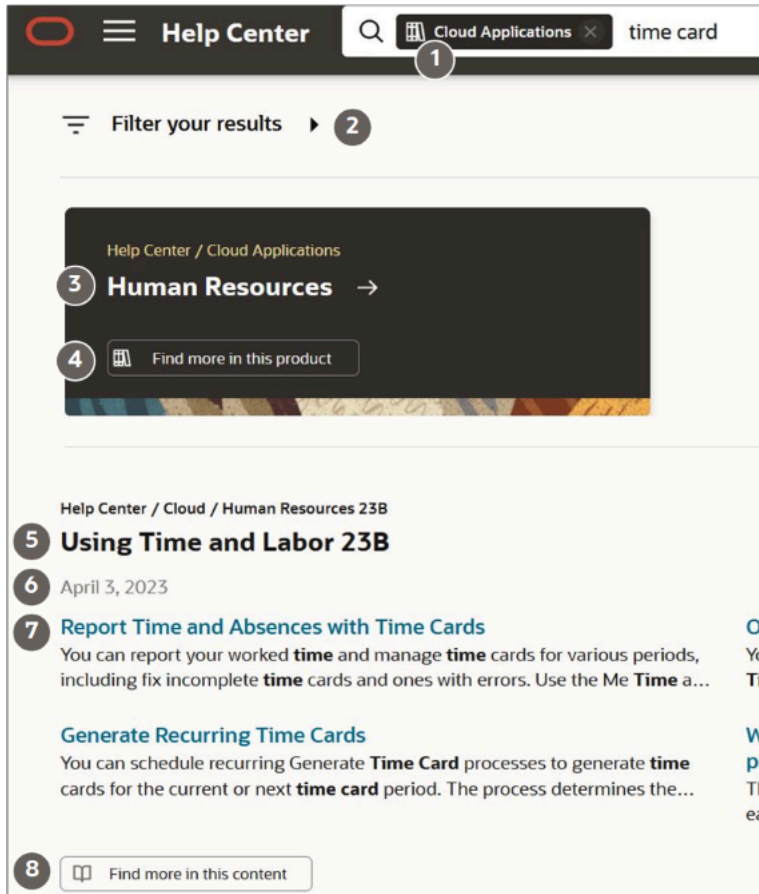 Help Center Cloud Applications time card
1
Filter your results 2
Help Center / Cloud Applications
3 Human Resources →
4 Find more in this product
Help Center / Cloud / Human Resources 23B
5 Using Time and Labor 23B
6 April 3, 2023
7 Report Time and Absences with Time Cards
You can report your worked time and manage time cards for various periods,
including fix incomplete time cards and ones with errors. Use the Me Time a...
Generate Recurring Time Cards
You can schedule recurring Generate Time Card processes to generate time
cards for the current or next time card period. The process determines the...
8 Find more in this content